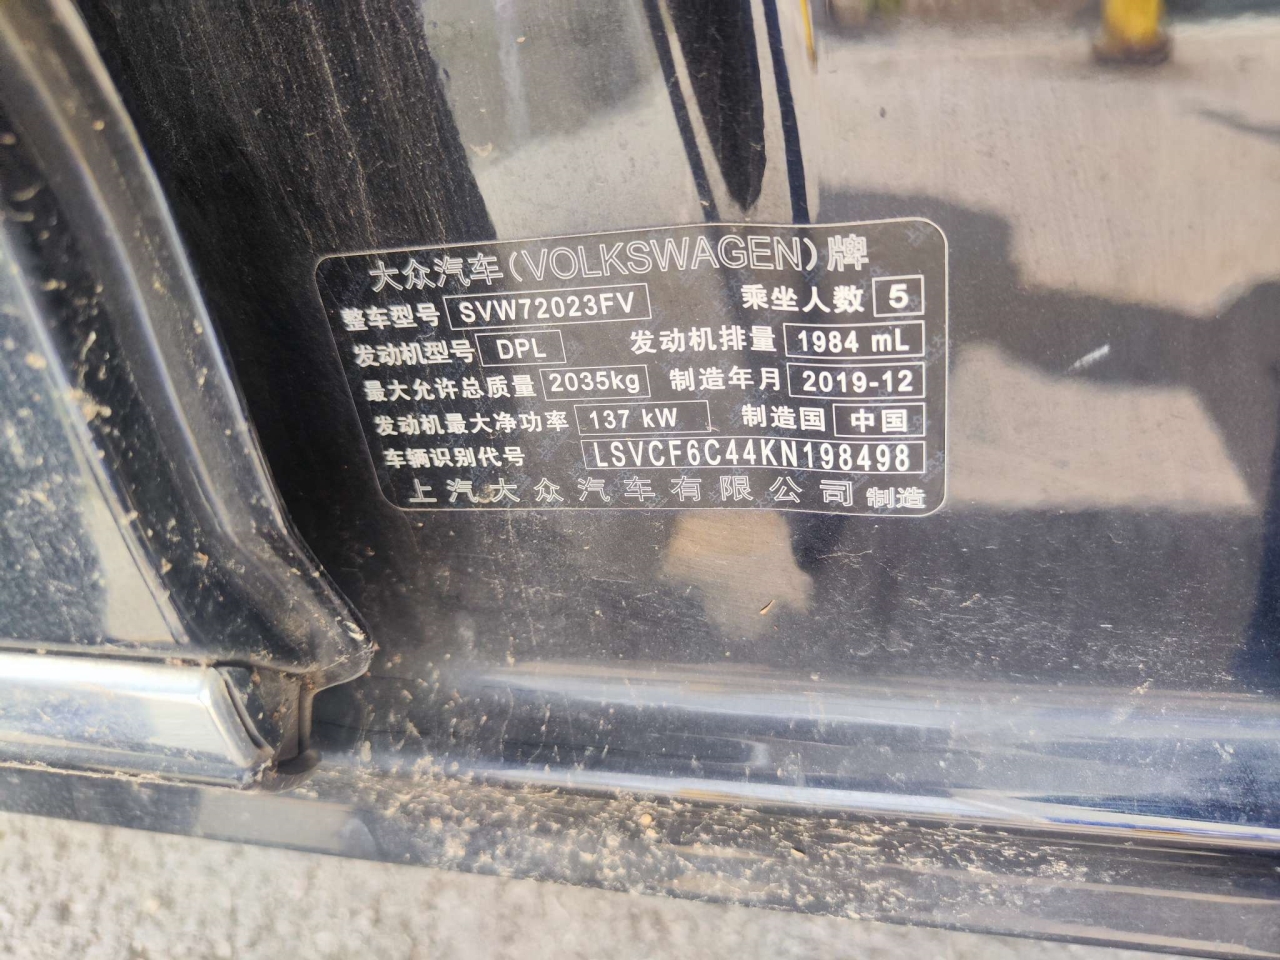 大众汽车(VOLKSWAGEN)牌
整车型号 SVW72023FV 乘坐人数 5
发动机型号 DPL 发动机排量 1984 mL
最大允许总质量 2035kg 制造年月 2019-12
发动机最大净功率 137 kW 制造国 中国
车辆识别代号 LSVCF6C44KN198498
上汽大众汽车有限公司 制造